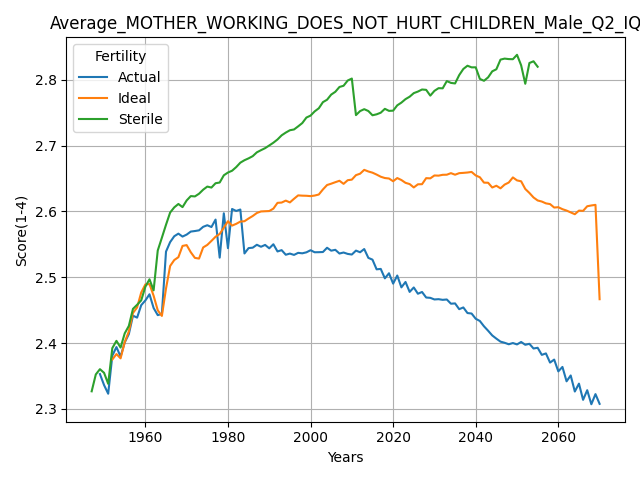 Average_MOTHER_WORKING_DOES_NOT_HURT_CHILDREN_Male_Q2_IQ
Fertility
Actual
Ideal
Sterile
Score(1-4)
2.8
2.7
2.6
2.5
2.4
2.3
1960 1980 2000 2020 2040 2060
Years